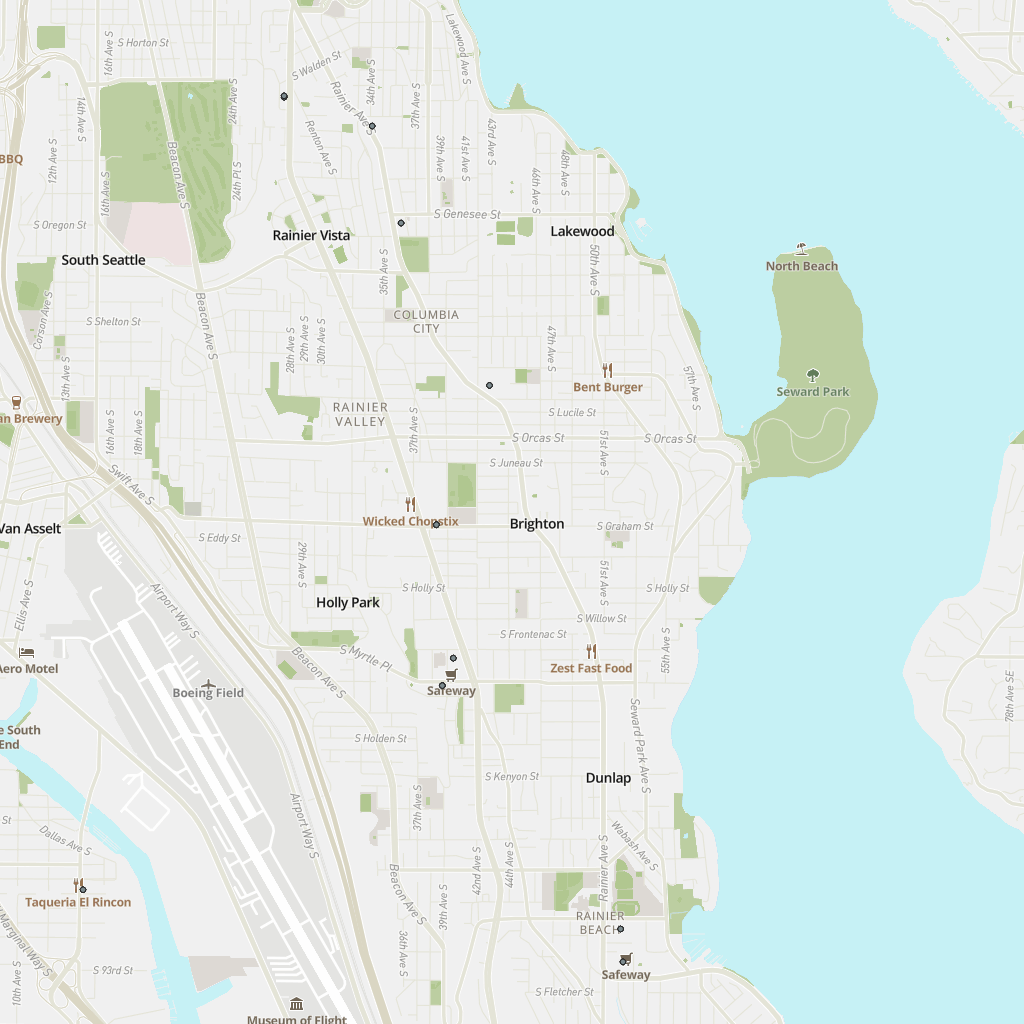 S Horton St
16th Ave S
Lakewood Ave S
S Walden St
34th Ave S
14th Ave S
24th Ave S
Rainier Ave S
37th Ave S
43rd Ave S
Renton Ave S
39th Ave S
41st Ave S
BBQ
12th Ave S
Beacon Ave S
24th Pl S
48th Ave S
46th Ave S
16th Ave S
S Genesee St
S Oregon St
Rainier Vista
Lakewood
South Seattle
35th Ave S
50th Ave S
North Beach
Carson Ave S
S Shelton St
Beacon Ave S
COLUMBIA
CITY
28th Ave S
29th Ave S
30th Ave S
47th Ave S
13th Ave S
Bent Burger
57th Ave S
Seward Park
RAINIER
VALLEY
37th Ave S
S Lucile St
an Brewery
16th Ave S
18th Ave S
S Orcas St
S Orcas St
51st Ave S
S Juneau St
Swift Ave S
Wicked Chopstix
Brighton
S Graham St
Van Asselt
S Eddy St
29th Ave S
S Holly St
S Holly St
51st Ave S
Ellis Ave S
Airport Way S
Holly Park
S Willow St
S Frontenac St
55th Ave S
S Myrtle Pl
Aero Motel
Zest Fast Food
Beacon Ave S
Boeing Field
Safeway
78th Ave SE
e South
End
S Holden St
Seward Park Ave S
S Kenyon St
Dunlap
37th Ave S
Airport Way S
S St
Dallas Ave S
Wabash Ave S
Rainier Ave S
42nd Ave S
44th Ave S
Beacon Ave S
39th Ave S
Taqueria El Rincon
RAINIER
BEACH
36th Ave S
Marginal Way S
S 93rd St
10th Ave S
Safeway
S Fletcher St
Museum of Flight